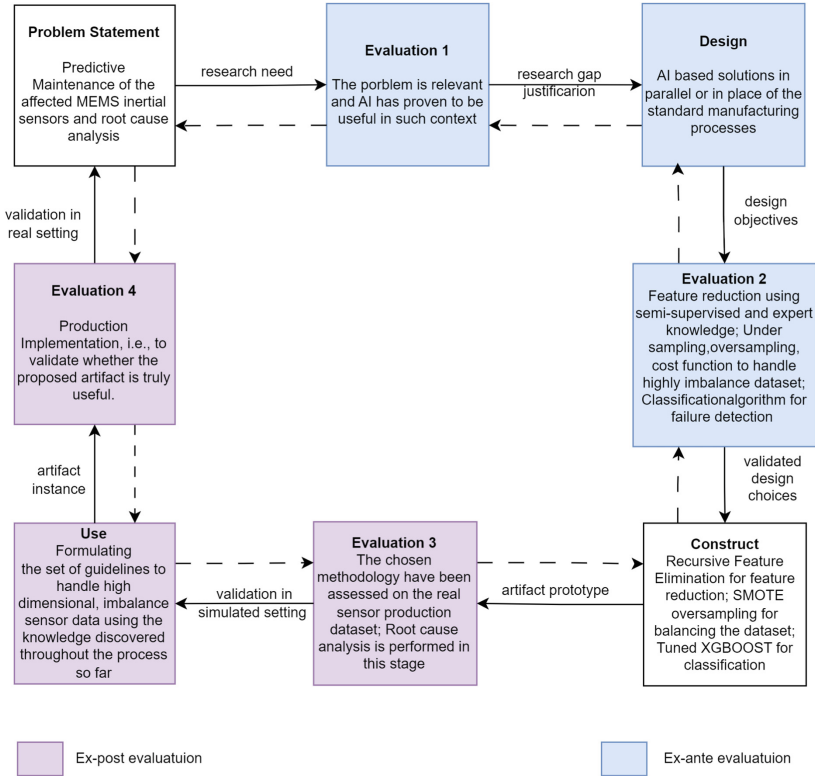 Problem Statement
Predictive
Maintenance of the
affected MEMS inertial
sensors and root cause
analysis
research need
Evaluation 1
The porblem is relevant
and AI has proven to be
useful in such context
research gap
justificarion
Design
AI based solutions in
parallel or in place of the
standard manufacturing
processes
validation in
real setting
design
objectives
Evaluation 4
Production
Implementation, i.e., to
validate whether the
proposed artifact is truly
useful.
Evaluation 2
Feature reduction using
semi-supervised and expert
knowledge; Under
sampling,oversampling,
cost function to handle
highly imbalance dataset;
Classificationalgorithm for
failure detection
artifact
instance
validated
design
choices
Use
Formulating
the set of guidelines to
handle high
dimensional, imbalance
sensor data using the
knowledge discovered
throughout the process
so far
validation in
simulated setting
Evaluation 3
The chosen
methodology have been
assessed on the real
sensor production
dataset; Root cause
analysis is performed in
this stage
artifact prototype
Construct
Recursive Feature
Elimination for feature
reduction; SMOTE
oversampling for
balancing the dataset;
Tuned XGBOOST for
classification
Ex-post evaluatuion
Ex-ante evaluatuion